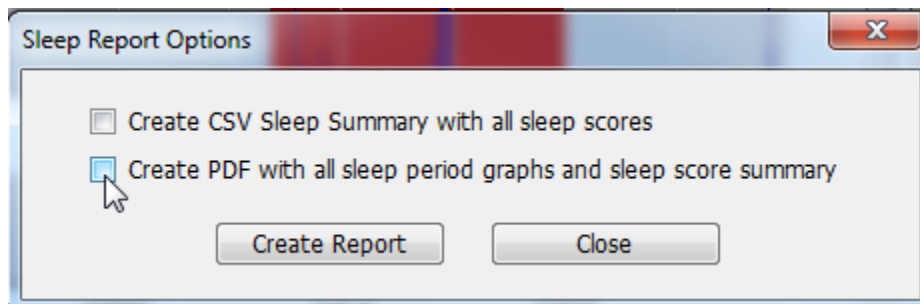 Sleep Report Options
Create CSV Sleep Summary with all sleep scores
Create PDF with all sleep period graphs and sleep score summary
Create Report
Close